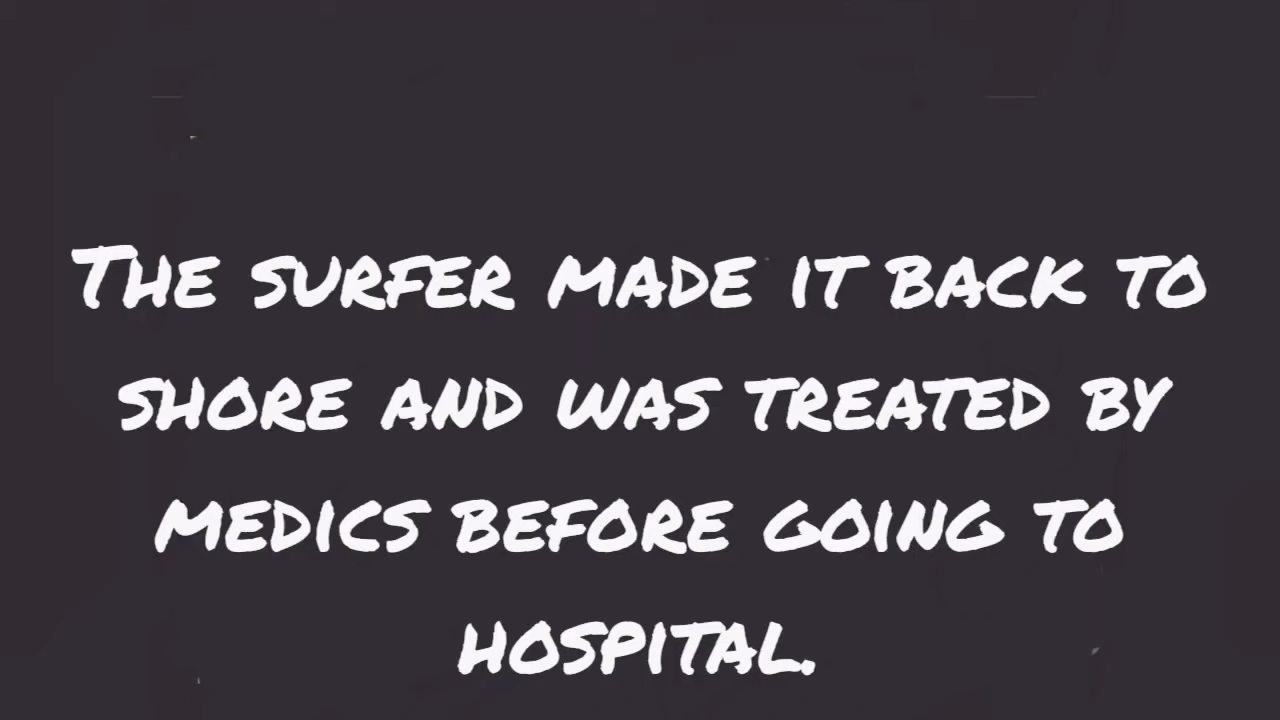 The surfer made it back to
shore and was treated by
medics before going to
hospital.